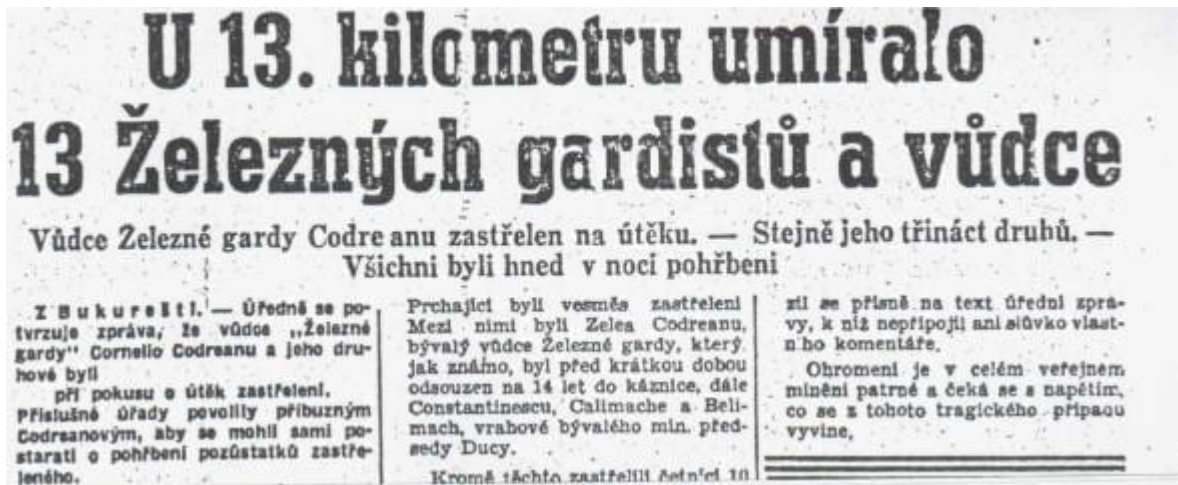 U 13. kilometru umíralo
13 Železných gardistů a vůdce
Vůdce Železné gardy Codreanu zastřelen na útěku. — Stejně jeho třináct druhů. —
Všichni byli hned v noci pohřbeni
Z Bukurešti. — Úředně se po-
tvrzuje zpráva, že vůdce „Železné
gardy" Cornelio Codreanu a jeho dru-
hové byli
při pokusu o útěk zastřeleni.
Příslušné úřady povolily příbuzným
Codreanovým, aby se mohli sami po-
starati o pohřbení pozůstatků zastře-
leného.
Prchající byli vesměs zastřeleni
Mezi nimi byli Zelea Codreanu,
bývalý vůdce Železné gardy, který,
jak známo, byl před krátkou dobou
odsouzen na 14 let do káznice, dále
Constantinescu, Calimache a Beli-
mach, vrahové bývalého min. před-
sedy Ducy.
Kromě těchto zastřelili četníci 10
zil se přísně na text úřední zprá-
vy, k níž nepřipojil ani slůvko vlast-
ního komentáře.
Ohromení je v celém veřejném
mínění patrné a čeká se s napětím,
co se z tohoto tragického případu
vyvine.